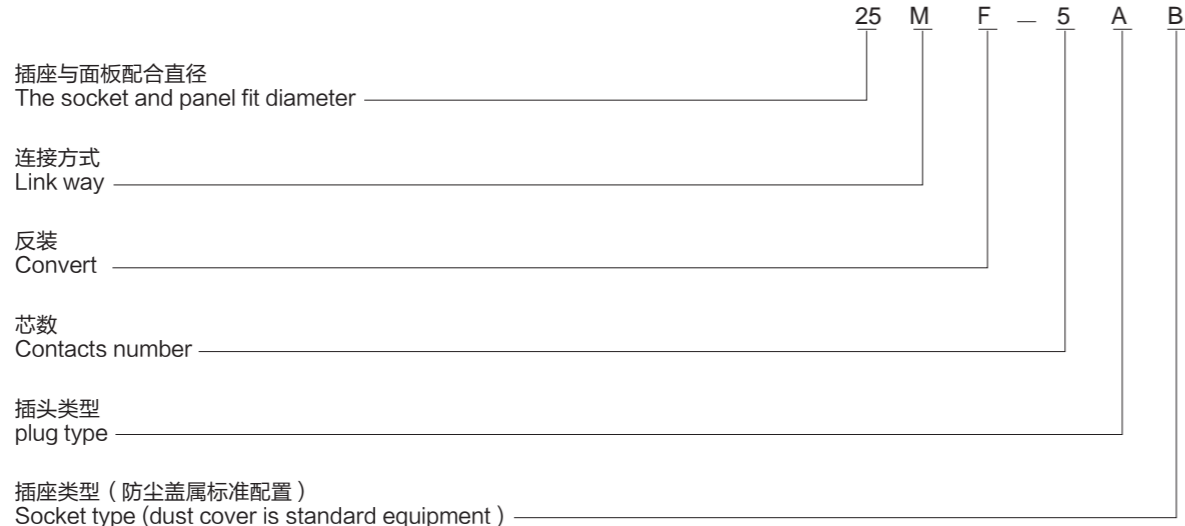 25 M F — 5 A B
插座与面板配合直径
The socket and panel fit diameter
连接方式
Link way
反装
Convert
芯数
Contacts number
插头类型
plug type
插座类型（防尘盖属标准配置）
Socket type (dust cover is standard equipment )